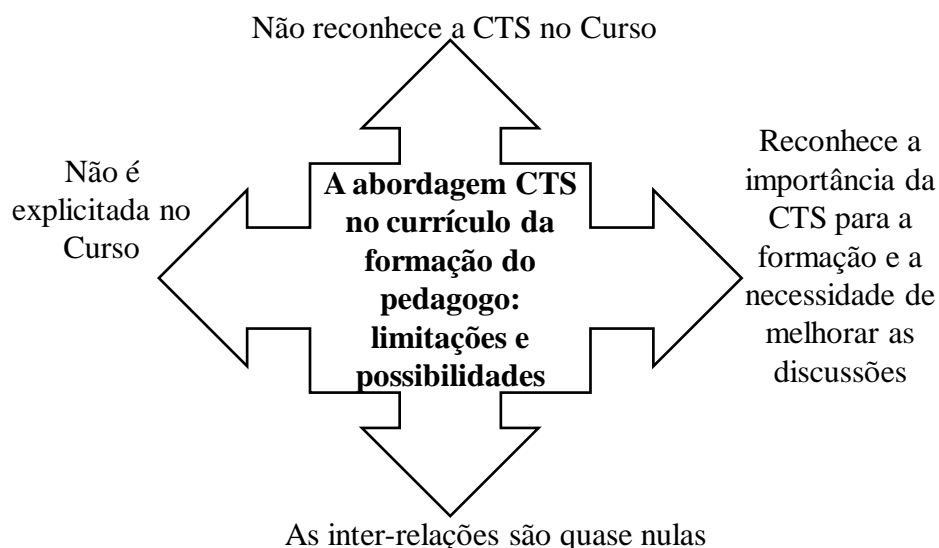 Não reconhece a CTS no Curso
Não é
explicitada no
Curso
A abordagem CTS
no currículo da
formação do
pedagogo:
limitações e
possibilidades
Reconhece a
importância da
CTS para a
formação e a
necessidade de
melhorar as
discussões
As inter-relações são quase nulas